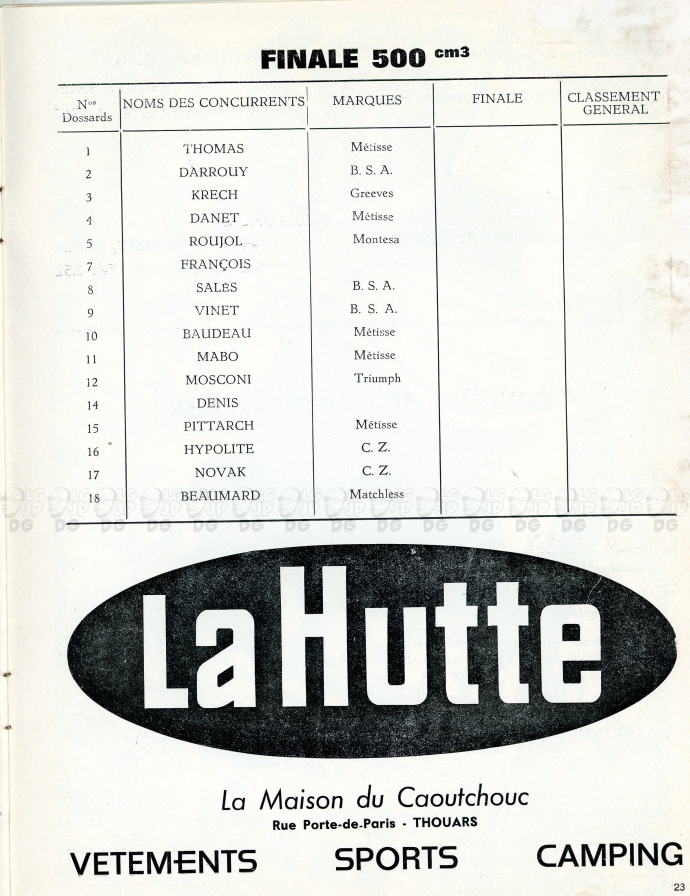 FINALE 500 cm3
Nos Dossards NOMS DES CONCURRENTS MARQUES FINALE CLASSEMENT GENERAL
1 THOMAS Métisse
2 DARROUY B. S. A.
3 KRECH Greeves
4 DANET Métisse
5 ROUJOL Montesa
7 FRANÇOIS
8 SALÈS B. S. A.
9 VINET B. S. A.
10 BAUDEAU Métisse
11 MABO Métisse
12 MOSCONI Triumph
14 DENIS
15 PITTARCH Métisse
16 HYPOLITE C. Z.
17 NOVAK C. Z.
18 BEAUMARD Matchless
La Hutte
La Maison du Caoutchouc
Rue Porte-de-Paris - THOUARS
VETEMENTS SPORTS CAMPING
23